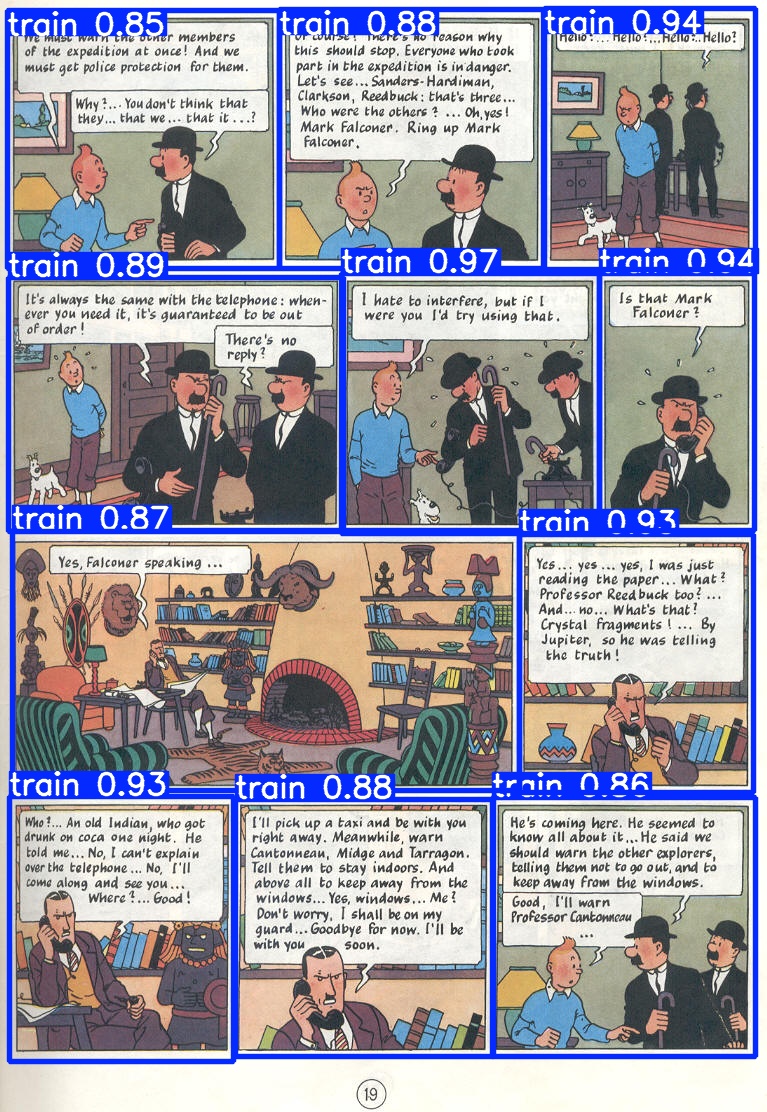 train 0.85
We must warn the other members
of the expedition at once! And we
must get police protection for them.
Why?... You don't think that
they... that we... that it...?
train 0.88
Of course! There's no reason why
this should stop. Everyone who took
part in the expedition is in danger.
Let's see... Sanders-Hardiman,
Clarkson, Reedbuck: that's three...
Who were the others? ... Oh, yes!
Mark Falconer. Ring up Mark
Falconer.
train 0.94
Hello!... Hello!...Hello!..Hello?
train 0.89
It's always the same with the telephone: when-
ever you need it, it's guaranteed to be out
of order!
There's no
reply?
train 0.97
I hate to interfere, but if I
were you I'd try using that.
train 0.94
Is that Mark
Falconer?
train 0.87
Yes, Falconer speaking ...
train 0.93
Yes... yes ... yes, I was just
reading the paper... What?
Professor Reedbuck too? ...
And... no... What's that?
Crystal fragments! ... By
Jupiter, so he was telling
the truth!
train 0.93
Who?... An old Indian, who got
drunk on coca one night. He
told me... No, I can't explain
over the telephone... No, I'll
come along and see you...
Where?... Good!
train 0.88
I'll pick up a taxi and be with you
right away. Meanwhile, warn
Cantonneau, Midge and Tarragon.
Tell them to stay indoors. And
above all to keep away from the
windows... Yes, windows... Me?
Don't worry, I shall be on my
guard... Goodbye for now. I'll be
with you soon.
train 0.86
He's coming here. He seemed to
know all about it... He said we
should warn the other explorers,
telling them not to go out, and to
keep away from the windows.
Good, I'll warn
Professor Cantonneau
...
19